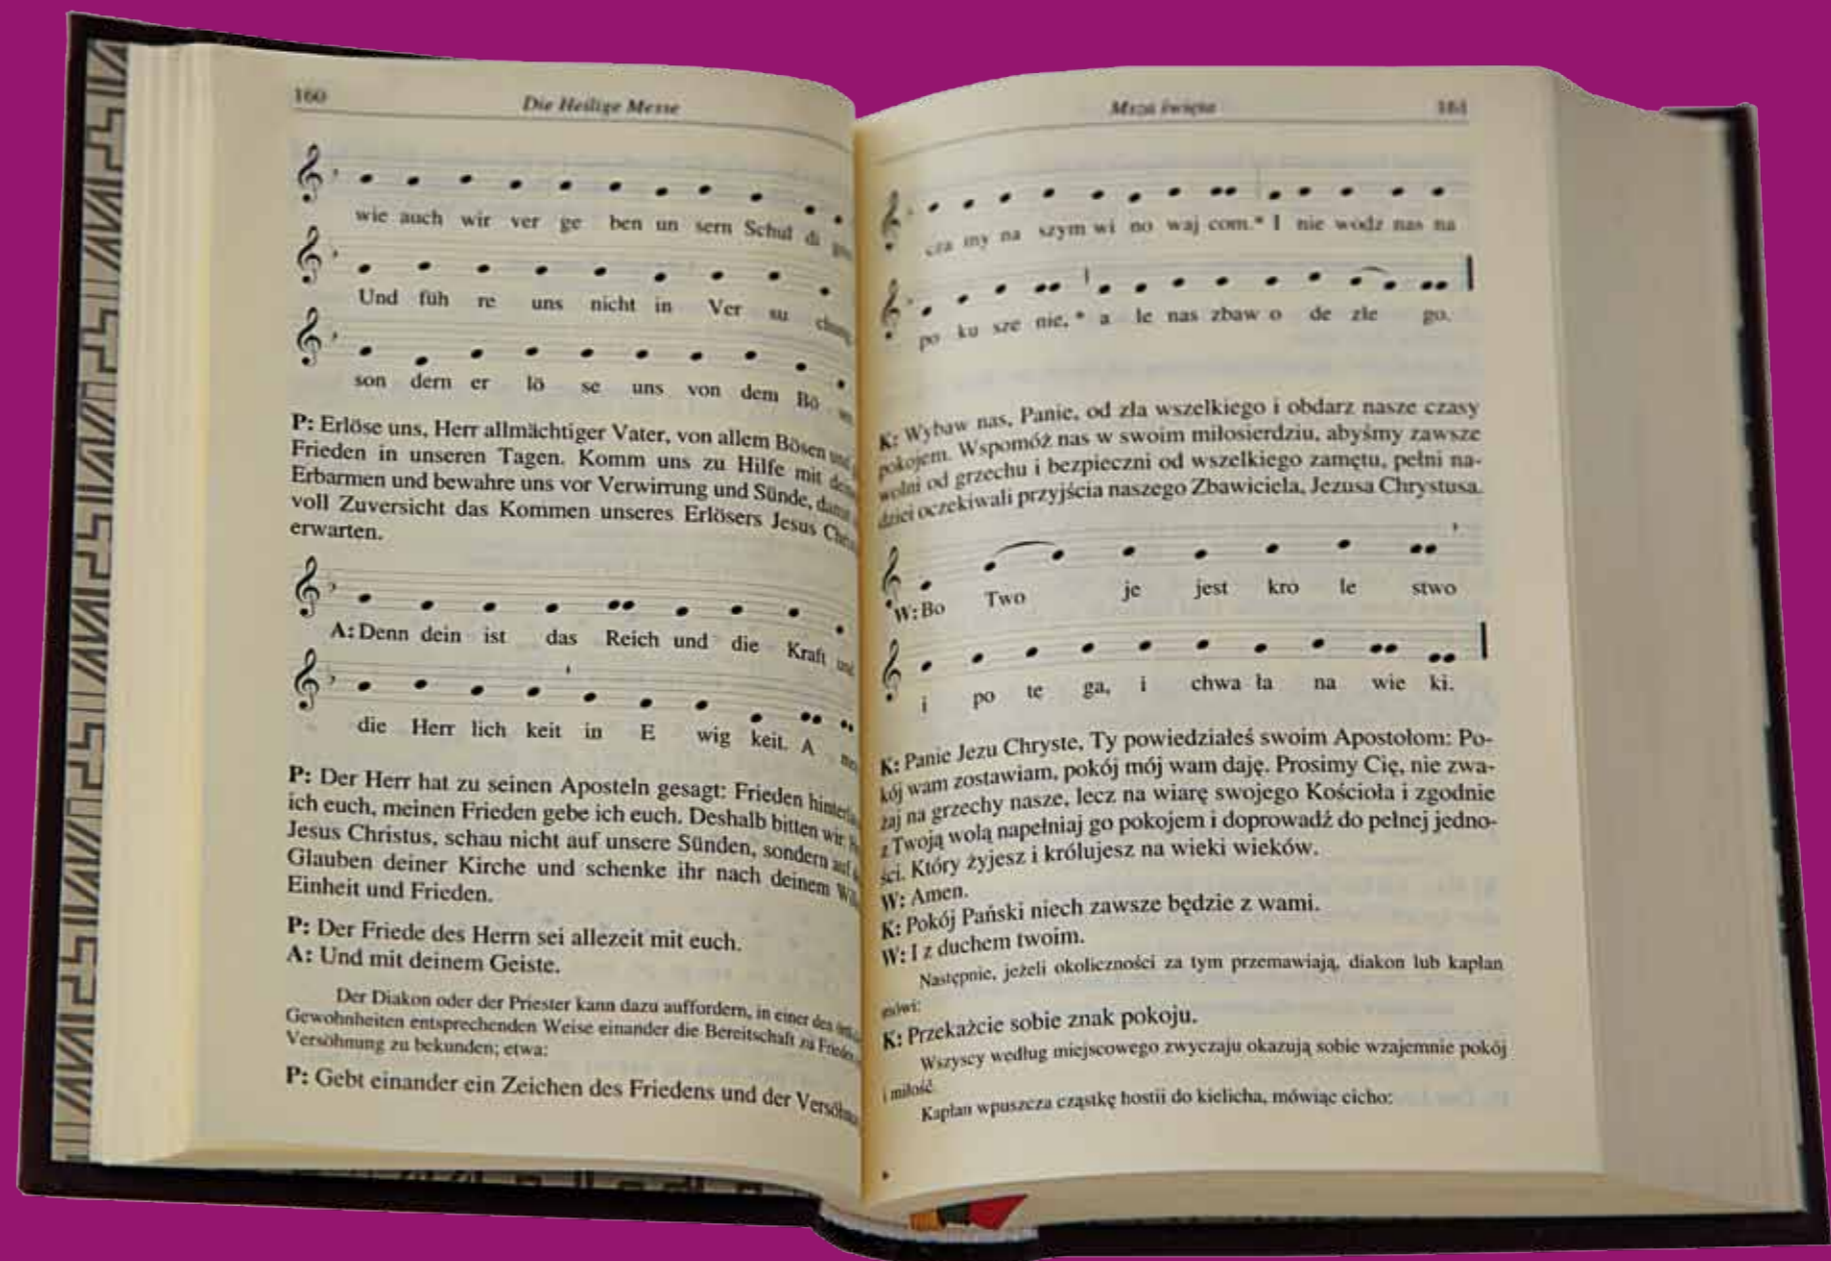 160
Die Heilige Messe
wie auch wir ver ge ben un sern Schul di
Und füh re uns nicht in Ver su chung
son dern er lö se uns von dem Bö
P: Erlöse uns, Herr allmächtiger Vater, von allem Bösen und
Frieden in unseren Tagen. Komm uns zu Hilfe mit
Erbarmen und bewahre uns vor Verwirrung und Sünde,
voll Zuversicht das Kommen unseres Erlösers Jesus
erwarten.
A: Denn dein ist das Reich und die Kraft und
die Herr lich keit in E wig keit. A
P: Der Herr hat zu seinen Aposteln gesagt: Frieden
ich euch, meinen Frieden gebe ich euch. Deshalb bitten wir
Jesus Christus, schau nicht auf unsere Sünden, sondern auf
Glauben deiner Kirche und schenke ihr nach deinem
Einheit und Frieden.
P: Der Friede des Herrn sei allezeit mit euch.
A: Und mit deinem Geiste.
Der Diakon oder der Priester kann dazu auffordern, in einer den
Gewohnheiten entsprechenden Weise einander die Bereitschaft zu
Versöhnung zu bekunden; etwa:
P: Gebt einander ein Zeichen des Friedens und der
Msza święta
161
cza my na szym wi no waj com.* I nie wodz nas na
po ku sze nie,* a le nas zbaw o de złe go.
K: Wybaw nas, Panie, od zła wszelkiego i obdarz nasze czasy
pokojem. Wspomóż nas w swoim miłosierdziu, abyśmy zawsze
wolni od grzechu i bezpieczni od wszelkiego zamętu, pełni na-
dziei oczekiwali przyjścia naszego Zbawiciela, Jezusa Chrystusa.
W: Bo Two je jest kro le stwo
i po tę ga, i chwa ła na wie ki.
K: Panie Jezu Chryste, Ty powiedziałeś swoim Apostołom: Po-
kój wam zostawiam, pokój mój wam daję. Prosimy Cię, nie zwa-
żaj na grzechy nasze, lecz na wiarę swojego Kościoła i zgodnie
z Twoją wolą napełniaj go pokojem i doprowadź do pełnej jedno-
ści. Który żyjesz i królujesz na wieki wieków.
W: Amen.
K: Pokój Pański niech zawsze będzie z wami.
W: I z duchem twoim.
Następnie, jeżeli okoliczności za tym przemawiają, diakon lub kapłan
mówi:
K: Przekażcie sobie znak pokoju.
Wszyscy według miejscowego zwyczaju okazują sobie wzajemnie pokój
i miłość.
Kapłan wpuszcza cząstkę hostii do kielicha, mówiąc cicho: